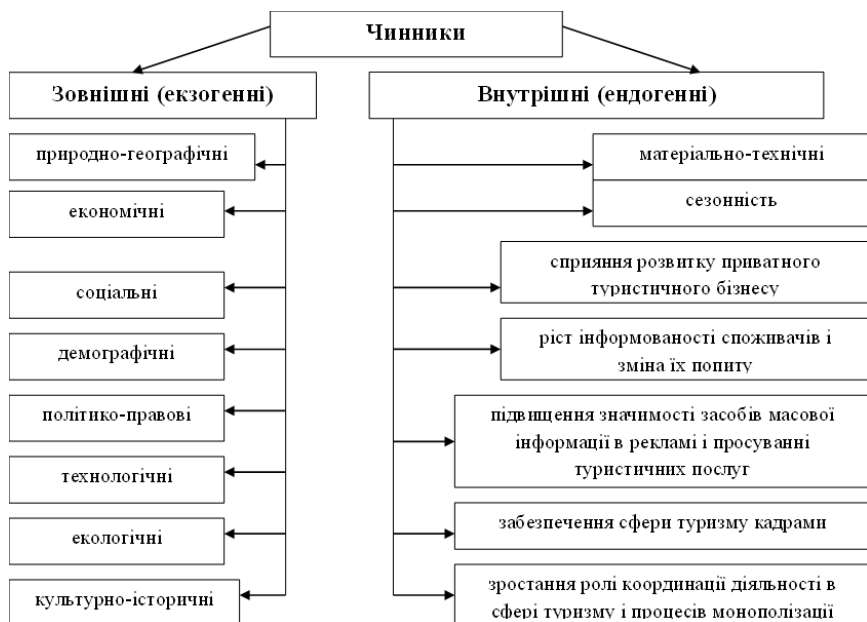 Чинники
Зовнішні (екзогенні)
природно-географічні
економічні
соціальні
демографічні
політико-правові
технологічні
екологічні
культурно-історичні
Внутрішні (ендогенні)
матеріально-технічні
сезонність
сприяння розвитку приватного
туристичного бізнесу
ріст інформованості споживачів і
зміна їх попиту
підвищення значимості засобів масової
інформації в рекламі і просуванні
туристичних послуг
забезпечення сфери туризму кадрами
зростання ролі координації діяльності в
сфері туризму і процесів монополізації